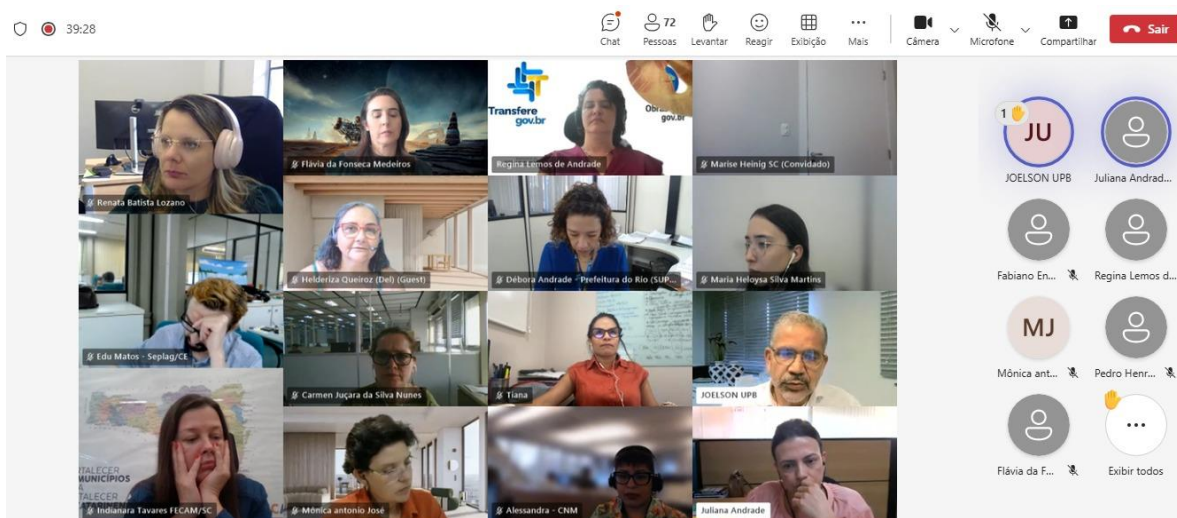 39:28
Chat
72
Pessoas
Levantar
Reagir
Exibição
Mais
Câmera
Microfone
Compartilhar
Sair
Renata Batista Lozano
Flávia da Fonseca Medeiros
Transfere
gov.br
Obras
gov.br
Regina Lemos de Andrade
Marise Heinig SC (Convidado)
Helderiza Queiroz (Del) (Guest)
Débora Andrade - Prefeitura do Rio (SUP...
Maria Heloysa Silva Martins
Edu Matos - Seplag/CE
Carmen Juçara da Silva Nunes
Tiana
JOELSON UPB
MUNICÍPIOS
Indianara Tavares FECAM/SC
Mônica antonio José
Alessandra - CNM
Juliana Andrade
1
JU
JOELSON UPB
Juliana Andrad...
Fabiano En...
Regina Lemos d...
MJ
Mônica ant...
Pedro Henr...
Flávia da F...
Exibir todos